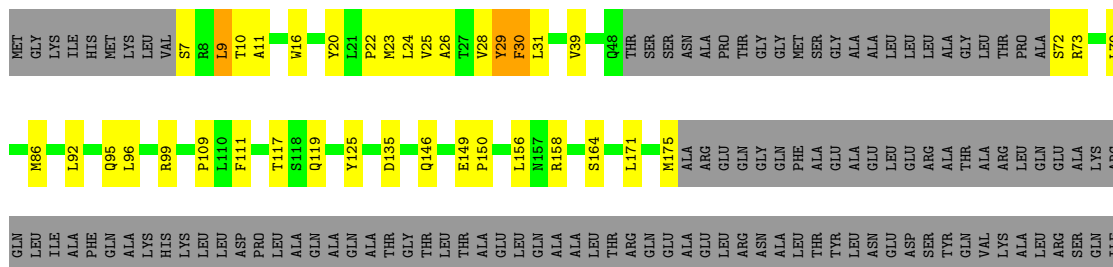 MET GLY LYS ILE HIS MET LYS LEU VAL S7 R8 L9 T10 A11 W16 Y20 L21 P22 M23 L24 V25 A26 T27 V28 Y29 F30 L31 V39 Q48 THR SER SER ASN ALA PRO THR GLY GLY MET SER GLY ALA ALA LEU LEU LEU ALA GLY LEU THR PRO ALA S72 R73
M86 L92 Q95 L96 R99 P109 L110 F111 T117 S118 Q119 Y125 D135 Q146 E149 P150 L156 N157 R158 S164 L171 M175 ALA ARG GLU GLN GLY GLN PHE ALA GLU ALA GLU LEU GLU ARG ALA THR ALA ARG LEU GLN GLU ALA LYS
GLN LEU ILE ALA PHE GLN ALA LYS HIS LYS LEU LEU ASP PRO LEU ALA GLN ALA GLN ALA THR GLY THR LEU THR ALA GLU LEU GLN ALA ALA LEU THR ARG GLN GLU ALA GLU LEU ARG ASN ALA LEU THR TYR LEU ASN GLU ASP SER TYR GLN VAL LYS ALA LEU ARG SER GLN